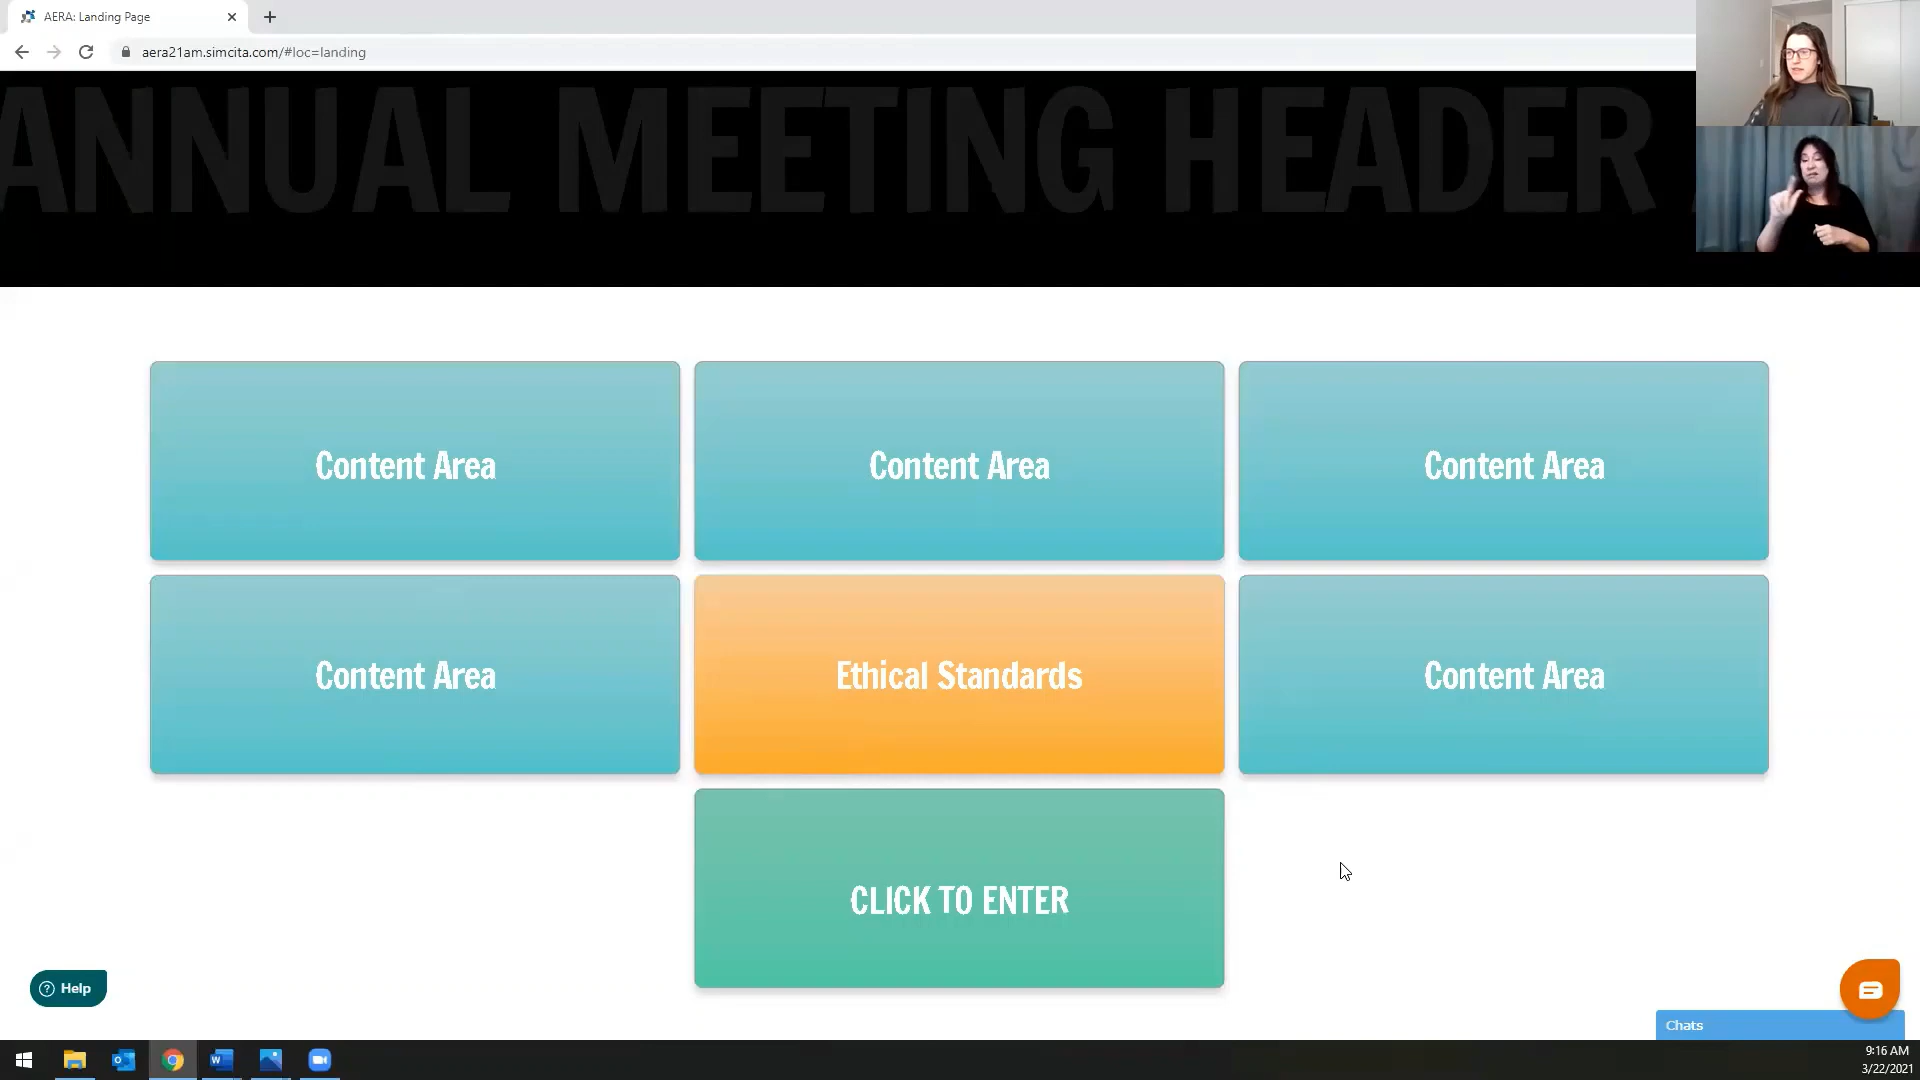 AERA: Landing Page
aera21am.simcita.com/#loc=landing
ANNUAL MEETING HEADER
Content Area
Content Area
Content Area
Content Area
Ethical Standards
Content Area
CLICK TO ENTER
Help
Chats
9:16 AM
3/22/2021